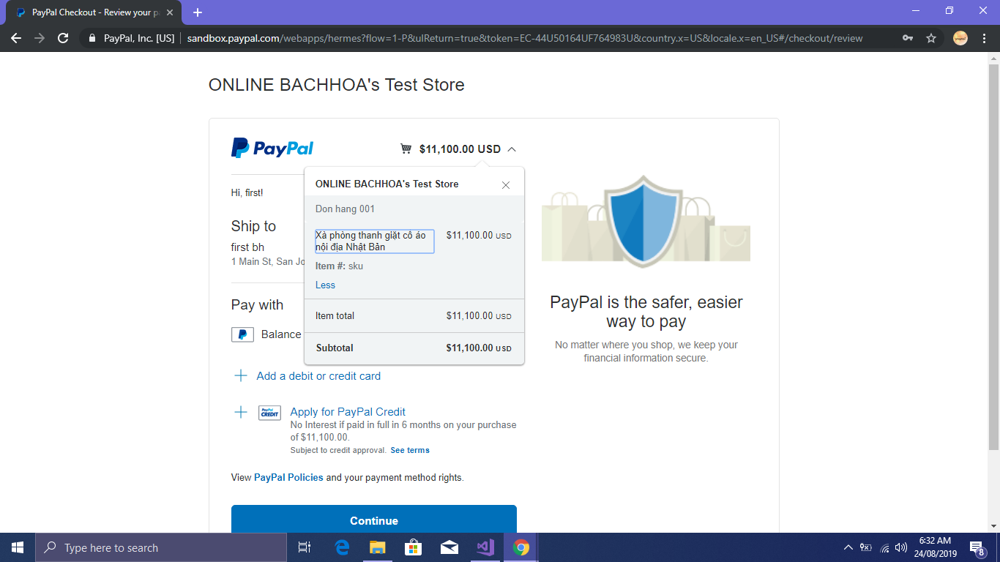 PayPal Checkout - Review your p
PayPal, Inc. [US]
sandbox.paypal.com/webapps/hermes?flow=1-P&ulReturn=true&token=EC-44U50164UF764983U&country.x=US&locale.x=en_US#/checkout/review
ONLINE BACHHOA's Test Store
PayPal
$11,100.00 USD
ONLINE BACHHOA's Test Store
Don hang 001
Xà phòng thanh giặt cổ áo $11,100.00 USD
nội địa Nhật Bản
Item #: sku
Less
Item total $11,100.00 USD
Subtotal $11,100.00 USD
Hi, first!
Ship to
first bh
1 Main St, San Jo
Pay with
Balance
Add a debit or credit card
PayPal
CREDIT
Apply for PayPal Credit
No Interest if paid in full in 6 months on your purchase
of $11,100.00.
Subject to credit approval. See terms
View PayPal Policies and your payment method rights.
Continue
PayPal is the safer, easier
way to pay
No matter where you shop, we keep your
financial information secure.
Type here to search
6:32 AM
24/08/2019
8